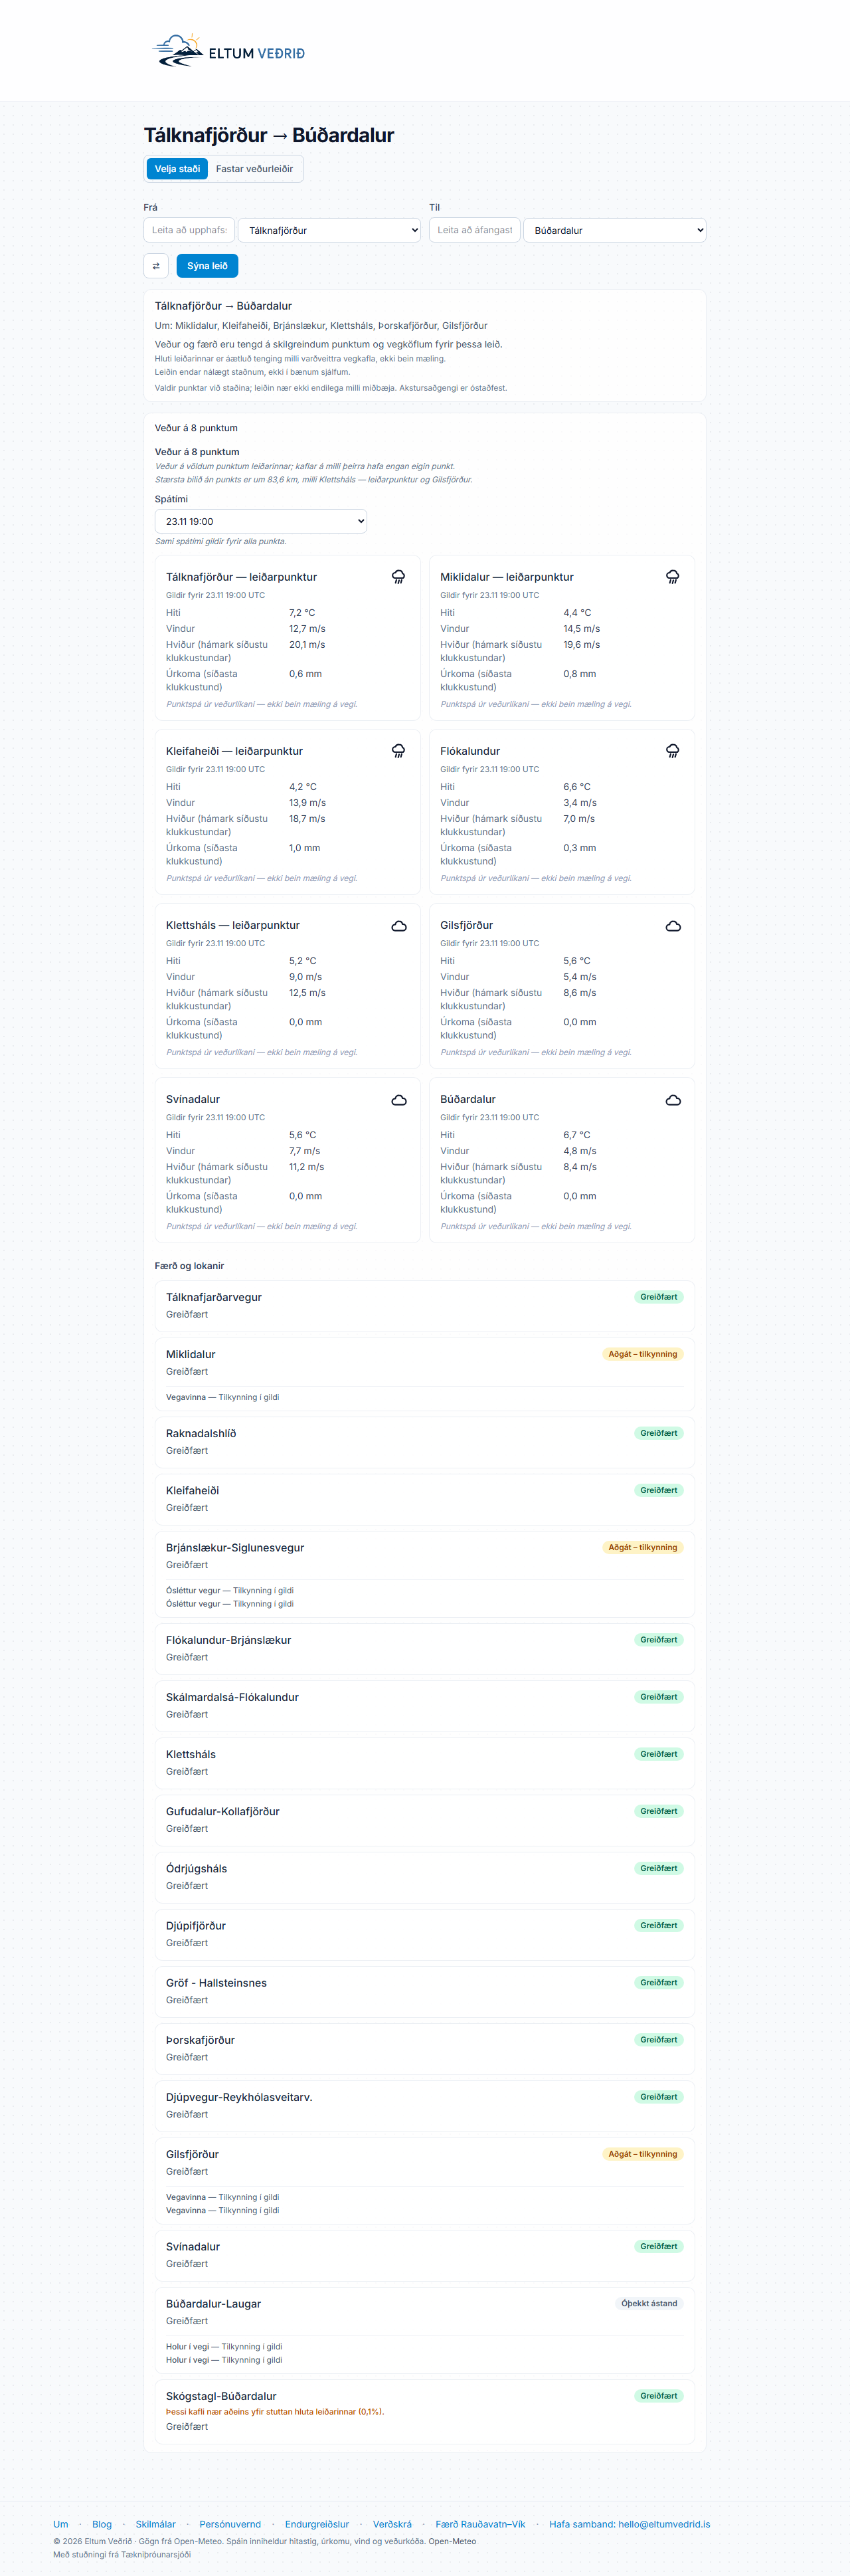 ELTUM VEÐRIÐ
Tálknafjörður → Búðardalur
Velja staði Fastar veðurleiðir
Frá Til
Leita að upphafs: Tálknafjörður Leita að áfangast Búðardalur
⇄ Sýna leið
Tálknafjörður → Búðardalur
Um: Miklidalur, Kleifaheiði, Brjánslækur, Klettsháls, Þorskafjörður, Gilsfjörður
Veður og færð eru tengd á skilgreindum punktum og vegköflum fyrir þessa leið.
Hluti leiðarinnar er áætluð tenging milli varðveittra vegkafla, ekki bein mæling.
Leiðin endar nálægt staðnum, ekki í bænum sjálfum.
Valdir punktar við staðina; leiðin nær ekki endilega milli miðbæja. Akstursaðgengi er óstaðfest.
Veður á 8 punktum
Veður á 8 punktum
Veður á völdum punktum leiðarinnar; kaflar á milli þeirra hafa engan eigin punkt.
Stærsta bilið án punkts er um 83,6 km, milli Klettsháls — leiðarpunktur og Gilsfjörður.
Spátími
23.11 19:00
Sami spátími gildir fyrir alla punkta.
Tálknafjörður — leiðarpunktur
Gildir fyrir 23.11 19:00 UTC
Hiti 7,2 °C
Vindur 12,7 m/s
Hviður (hámark síðustu klukkustundar) 20,1 m/s
Úrkoma (síðasta klukkustund) 0,6 mm
Punktspá úr veðurlíkani — ekki bein mæling á vegi.
Miklidalur — leiðarpunktur
Gildir fyrir 23.11 19:00 UTC
Hiti 4,4 °C
Vindur 14,5 m/s
Hviður (hámark síðustu klukkustundar) 19,6 m/s
Úrkoma (síðasta klukkustund) 0,8 mm
Punktspá úr veðurlíkani — ekki bein mæling á vegi.
Kleifaheiði — leiðarpunktur
Gildir fyrir 23.11 19:00 UTC
Hiti 4,2 °C
Vindur 13,9 m/s
Hviður (hámark síðustu klukkustundar) 18,7 m/s
Úrkoma (síðasta klukkustund) 1,0 mm
Punktspá úr veðurlíkani — ekki bein mæling á vegi.
Flókalundur
Gildir fyrir 23.11 19:00 UTC
Hiti 6,6 °C
Vindur 3,4 m/s
Hviður (hámark síðustu klukkustundar) 7,0 m/s
Úrkoma (síðasta klukkustund) 0,3 mm
Punktspá úr veðurlíkani — ekki bein mæling á vegi.
Klettsháls — leiðarpunktur
Gildir fyrir 23.11 19:00 UTC
Hiti 5,2 °C
Vindur 9,0 m/s
Hviður (hámark síðustu klukkustundar) 12,5 m/s
Úrkoma (síðasta klukkustund) 0,0 mm
Punktspá úr veðurlíkani — ekki bein mæling á vegi.
Gilsfjörður
Gildir fyrir 23.11 19:00 UTC
Hiti 5,6 °C
Vindur 5,4 m/s
Hviður (hámark síðustu klukkustundar) 8,6 m/s
Úrkoma (síðasta klukkustund) 0,0 mm
Punktspá úr veðurlíkani — ekki bein mæling á vegi.
Svínadalur
Gildir fyrir 23.11 19:00 UTC
Hiti 5,6 °C
Vindur 7,7 m/s
Hviður (hámark síðustu klukkustundar) 11,2 m/s
Úrkoma (síðasta klukkustund) 0,0 mm
Punktspá úr veðurlíkani — ekki bein mæling á vegi.
Búðardalur
Gildir fyrir 23.11 19:00 UTC
Hiti 6,7 °C
Vindur 4,8 m/s
Hviður (hámark síðustu klukkustundar) 8,4 m/s
Úrkoma (síðasta klukkustund) 0,0 mm
Punktspá úr veðurlíkani — ekki bein mæling á vegi.
Færð og lokanir
Tálknafjarðarvegur Greiðfært
Greiðfært
Miklidalur Aðgát – tilkynning
Greiðfært
Vegavinna — Tilkynning í gildi
Raknadalshlíð Greiðfært
Greiðfært
Kleifaheiði Greiðfært
Greiðfært
Brjánslækur-Siglunesvegur Aðgát – tilkynning
Greiðfært
Ósléttur vegur — Tilkynning í gildi
Ósléttur vegur — Tilkynning í gildi
Flókalundur-Brjánslækur Greiðfært
Greiðfært
Skálmardalsá-Flókalundur Greiðfært
Greiðfært
Klettsháls Greiðfært
Greiðfært
Gufudalur-Kollafjörður Greiðfært
Greiðfært
Ódrjúgsháls Greiðfært
Greiðfært
Djúpifjörður Greiðfært
Greiðfært
Gröf - Hallsteinsnes Greiðfært
Greiðfært
Þorskafjörður Greiðfært
Greiðfært
Djúpvegur-Reykhólasveitarv. Greiðfært
Greiðfært
Gilsfjörður Aðgát – tilkynning
Greiðfært
Vegavinna — Tilkynning í gildi
Vegavinna — Tilkynning í gildi
Svínadalur Greiðfært
Greiðfært
Búðardalur-Laugar Óþekkt ástand
Greiðfært
Holur í vegi — Tilkynning í gildi
Holur í vegi — Tilkynning í gildi
Skógstagl-Búðardalur Greiðfært
Þessi kafli nær aðeins yfir stuttan hluta leiðarinnar (0,1%).
Greiðfært
Um · Blog · Skilmálar · Persónuvernd · Endurgreiðslur · Verðskrá · Færð Rauðavatn–Vík · Hafa samband: hello@eltumvedrid.is
© 2026 Eltum Veðrið · Gögn frá Open-Meteo. Spáin inniheldur hitastig, úrkomu, vind og veðurkóða. Open-Meteo
Með stuðningi frá Tækniþróunarsjóði